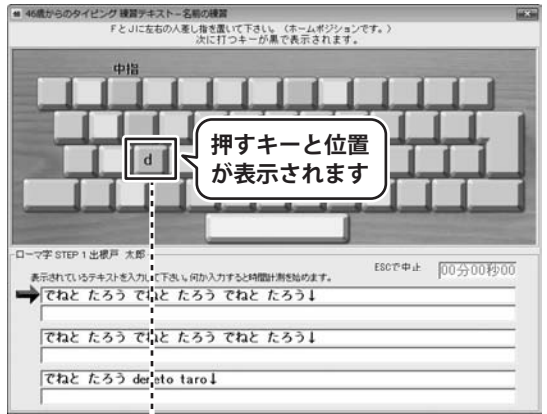 46歳からのタイピング 練習テキスト－名前の練習
FとJに左右の人差し指を置いて下さい。（ホームポジションです。）
次に打つキーが黒で表示されます。
中指
d
押すキーと位置
が表示されます
ローマ字 STEP 1 出根戸 太郎
表示されているテキストを入力して下さい。何か入力すると時間計測を始めます。
ESCで中止
00分00秒00
でねと たろう でねと たろう でねと たろう↓
でねと たろう でねと たろう でねと たろう↓
でねと たろう deneto taro↓